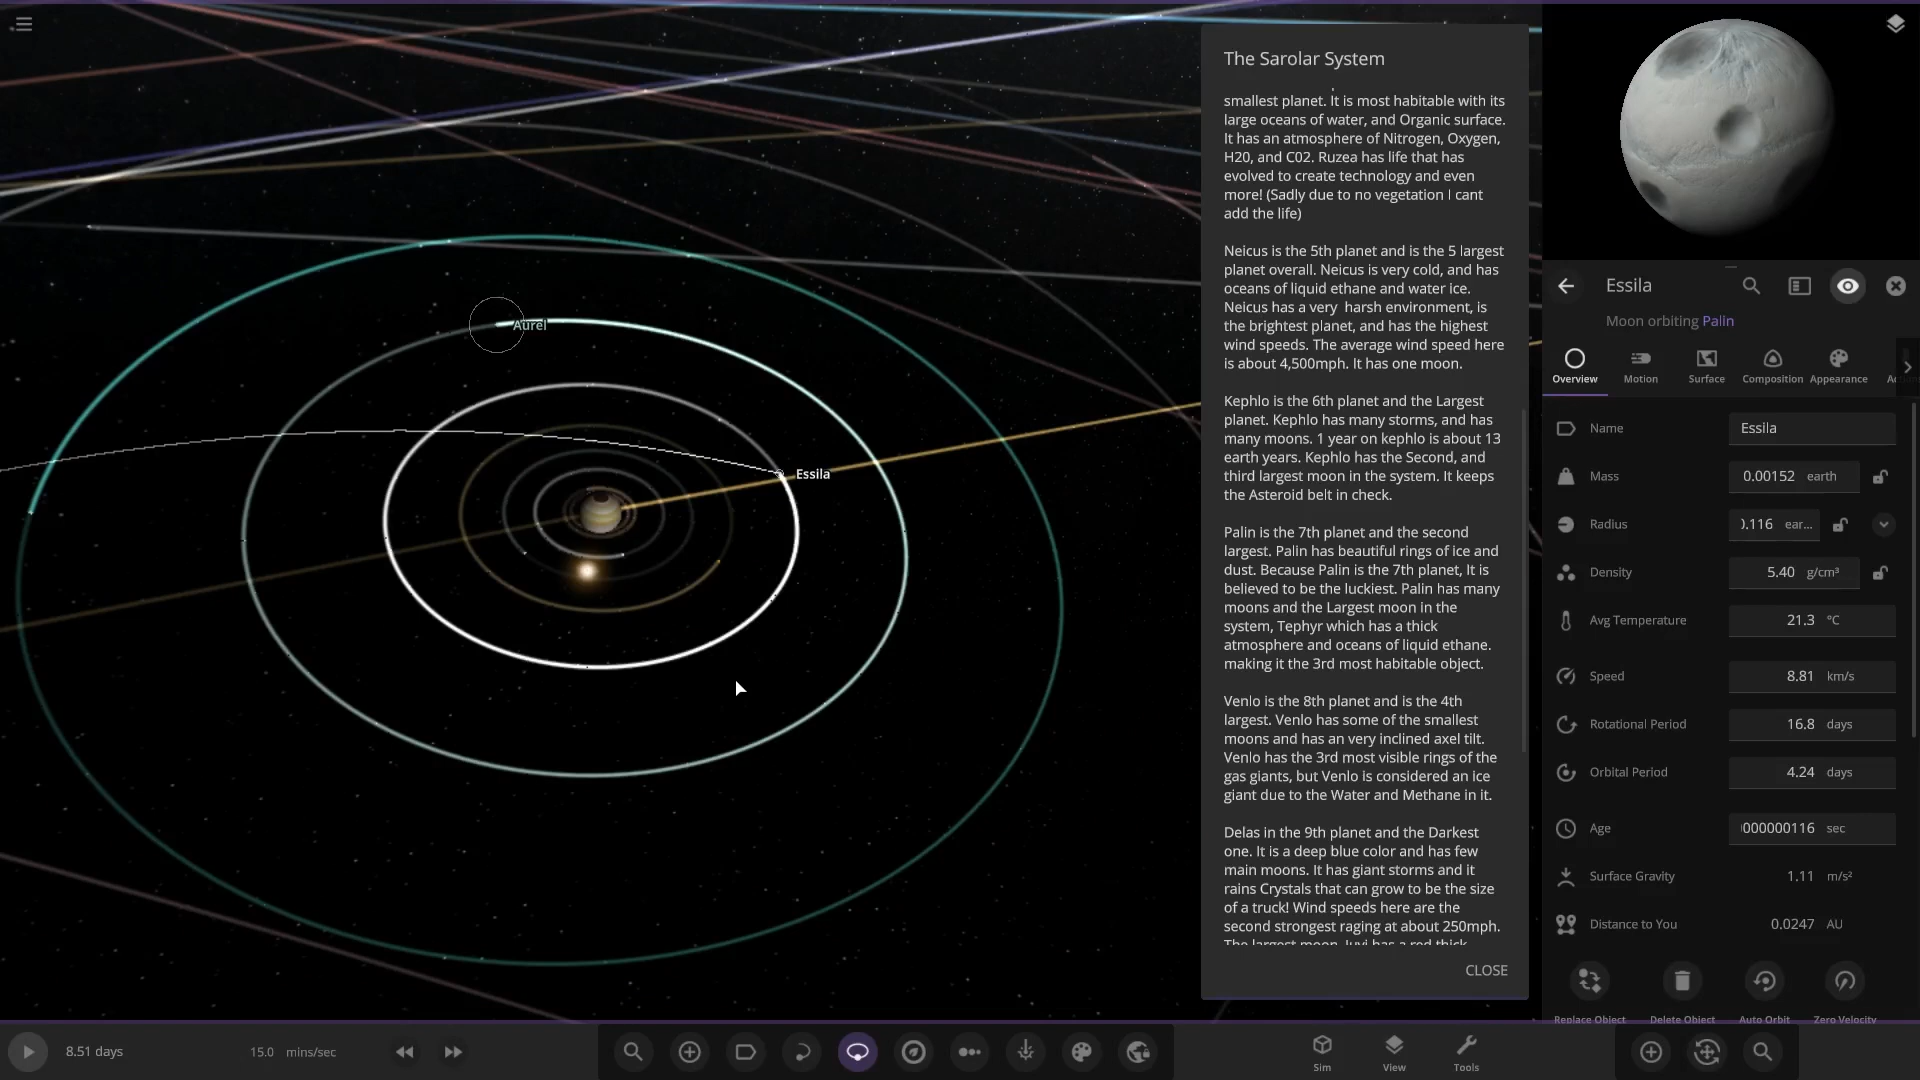 The Sarolar System
smallest planet. It is most habitable with its
large oceans of water, and Organic surface.
It has an atmosphere of Nitrogen, Oxygen,
H20, and C02. Ruzea has life that has
evolved to create technology and even
more! (Sadly due to no vegetation I cant
add the life)
Neicus is the 5th planet and is the 5 largest
planet overall. Neicus is very cold, and has
oceans of liquid ethane and water ice.
Neicus has a very  harsh environment, is
the brightest planet, and has the highest
wind speeds. The average wind speed here
is about 4,500mph. It has one moon.
Kephlo is the 6th planet and the Largest
planet. Kephlo has many storms, and has
many moons. 1 year on kephlo is about 13
earth years. Kephlo has the Second, and
third largest moon in the system. It keeps
the Asteroid belt in check.
Palin is the 7th planet and the second
largest. Palin has beautiful rings of ice and
dust. Because Palin is the 7th planet, It is
believed to be the luckiest. Palin has many
moons and the Largest moon in the
system, Tephyr which has a thick
atmosphere and oceans of liquid ethane.
making it the 3rd most habitable object.
Venlo is the 8th planet and is the 4th
largest. Venlo has some of the smallest
moons and has an very inclined axel tilt.
Venlo has the 3rd most visible rings of the
gas giants, but Venlo is considered an ice
giant due to the Water and Methane in it.
Delas in the 9th planet and the Darkest
one. It is a deep blue color and has few
main moons. It has giant storms and it
rains Crystals that can grow to be the size
of a truck! Wind speeds here are the
second strongest raging at about 250mph.
The largest moon, Juvi has a red thick
CLOSE
Aurel
Essila
Essila
Moon orbiting Palin
Overview Motion Surface Composition Appearance
Name Essila
Mass 0.00152 earth
Radius 0.116 ear...
Density 5.40 g/cm³
Avg Temperature 21.3 °C
Speed 8.81 km/s
Rotational Period 16.8 days
Orbital Period 4.24 days
Age 000000116 sec
Surface Gravity 1.11 m/s²
Distance to You 0.0247 AU
Replace Object Delete Object Auto Orbit Zero Velocity
8.51 days 15.0 mins/sec
Sim View Tools